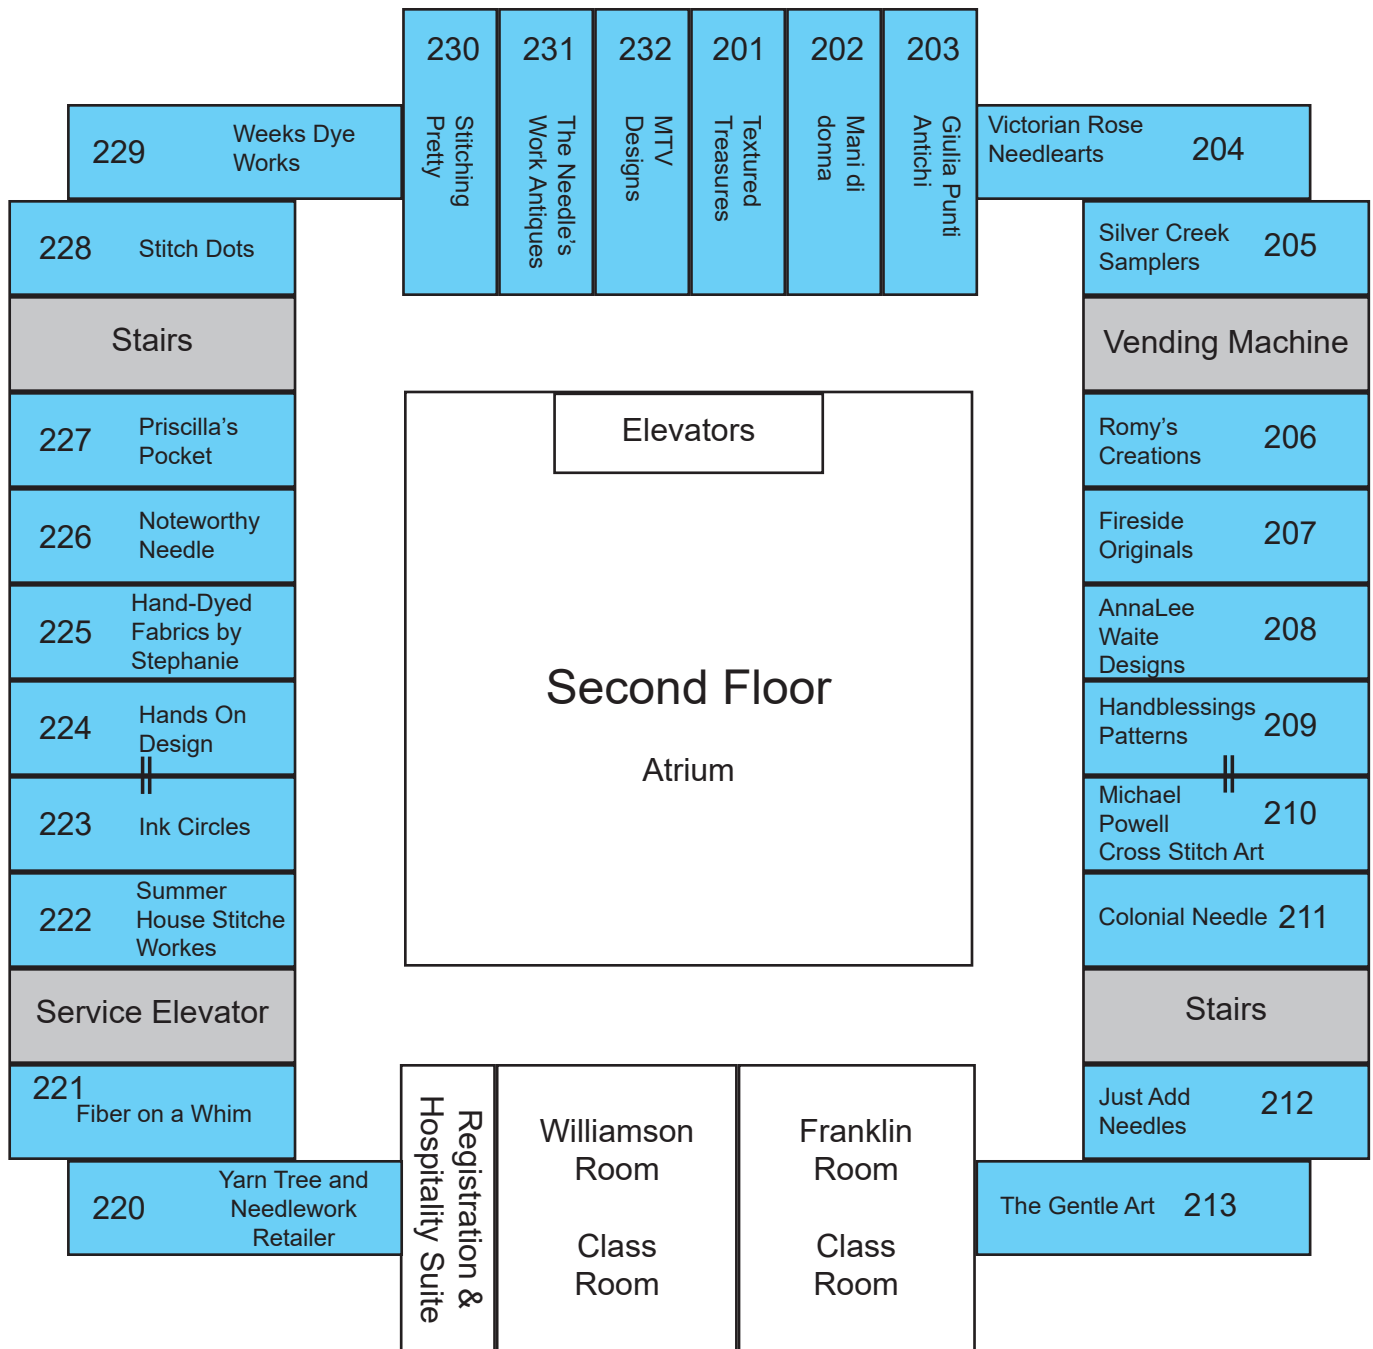 230
231
232
201
202
203
Stitching
Pretty
The Needle's
Work Antiques
MTV
Designs
Textured
Treasures
Mani di
donna
Giulia Punti
Antichi
229
Weeks Dye
Works
Victorian Rose
Needlearts
204
228
Stitch Dots
Silver Creek
Samplers
205
Stairs
Vending Machine
227
Priscilla's
Pocket
Elevators
Romy's
Creations
206
226
Noteworthy
Needle
Fireside
Originals
207
225
Hand-Dyed
Fabrics by
Stephanie
AnnaLee
Waite
Designs
208
Second Floor
Atrium
224
Hands On
Design
Handblessings
Patterns
209
223
Ink Circles
Michael
Powell
Cross Stitch Art
210
222
Summer
House Stitche
Workes
Colonial Needle
211
Service Elevator
Stairs
221
Fiber on a Whim
Just Add
Needles
212
220
Yarn Tree and
Needlework
Retailer
Registration &
Hospitality Suite
Williamson
Room
Class
Room
Franklin
Room
Class
Room
The Gentle Art
213